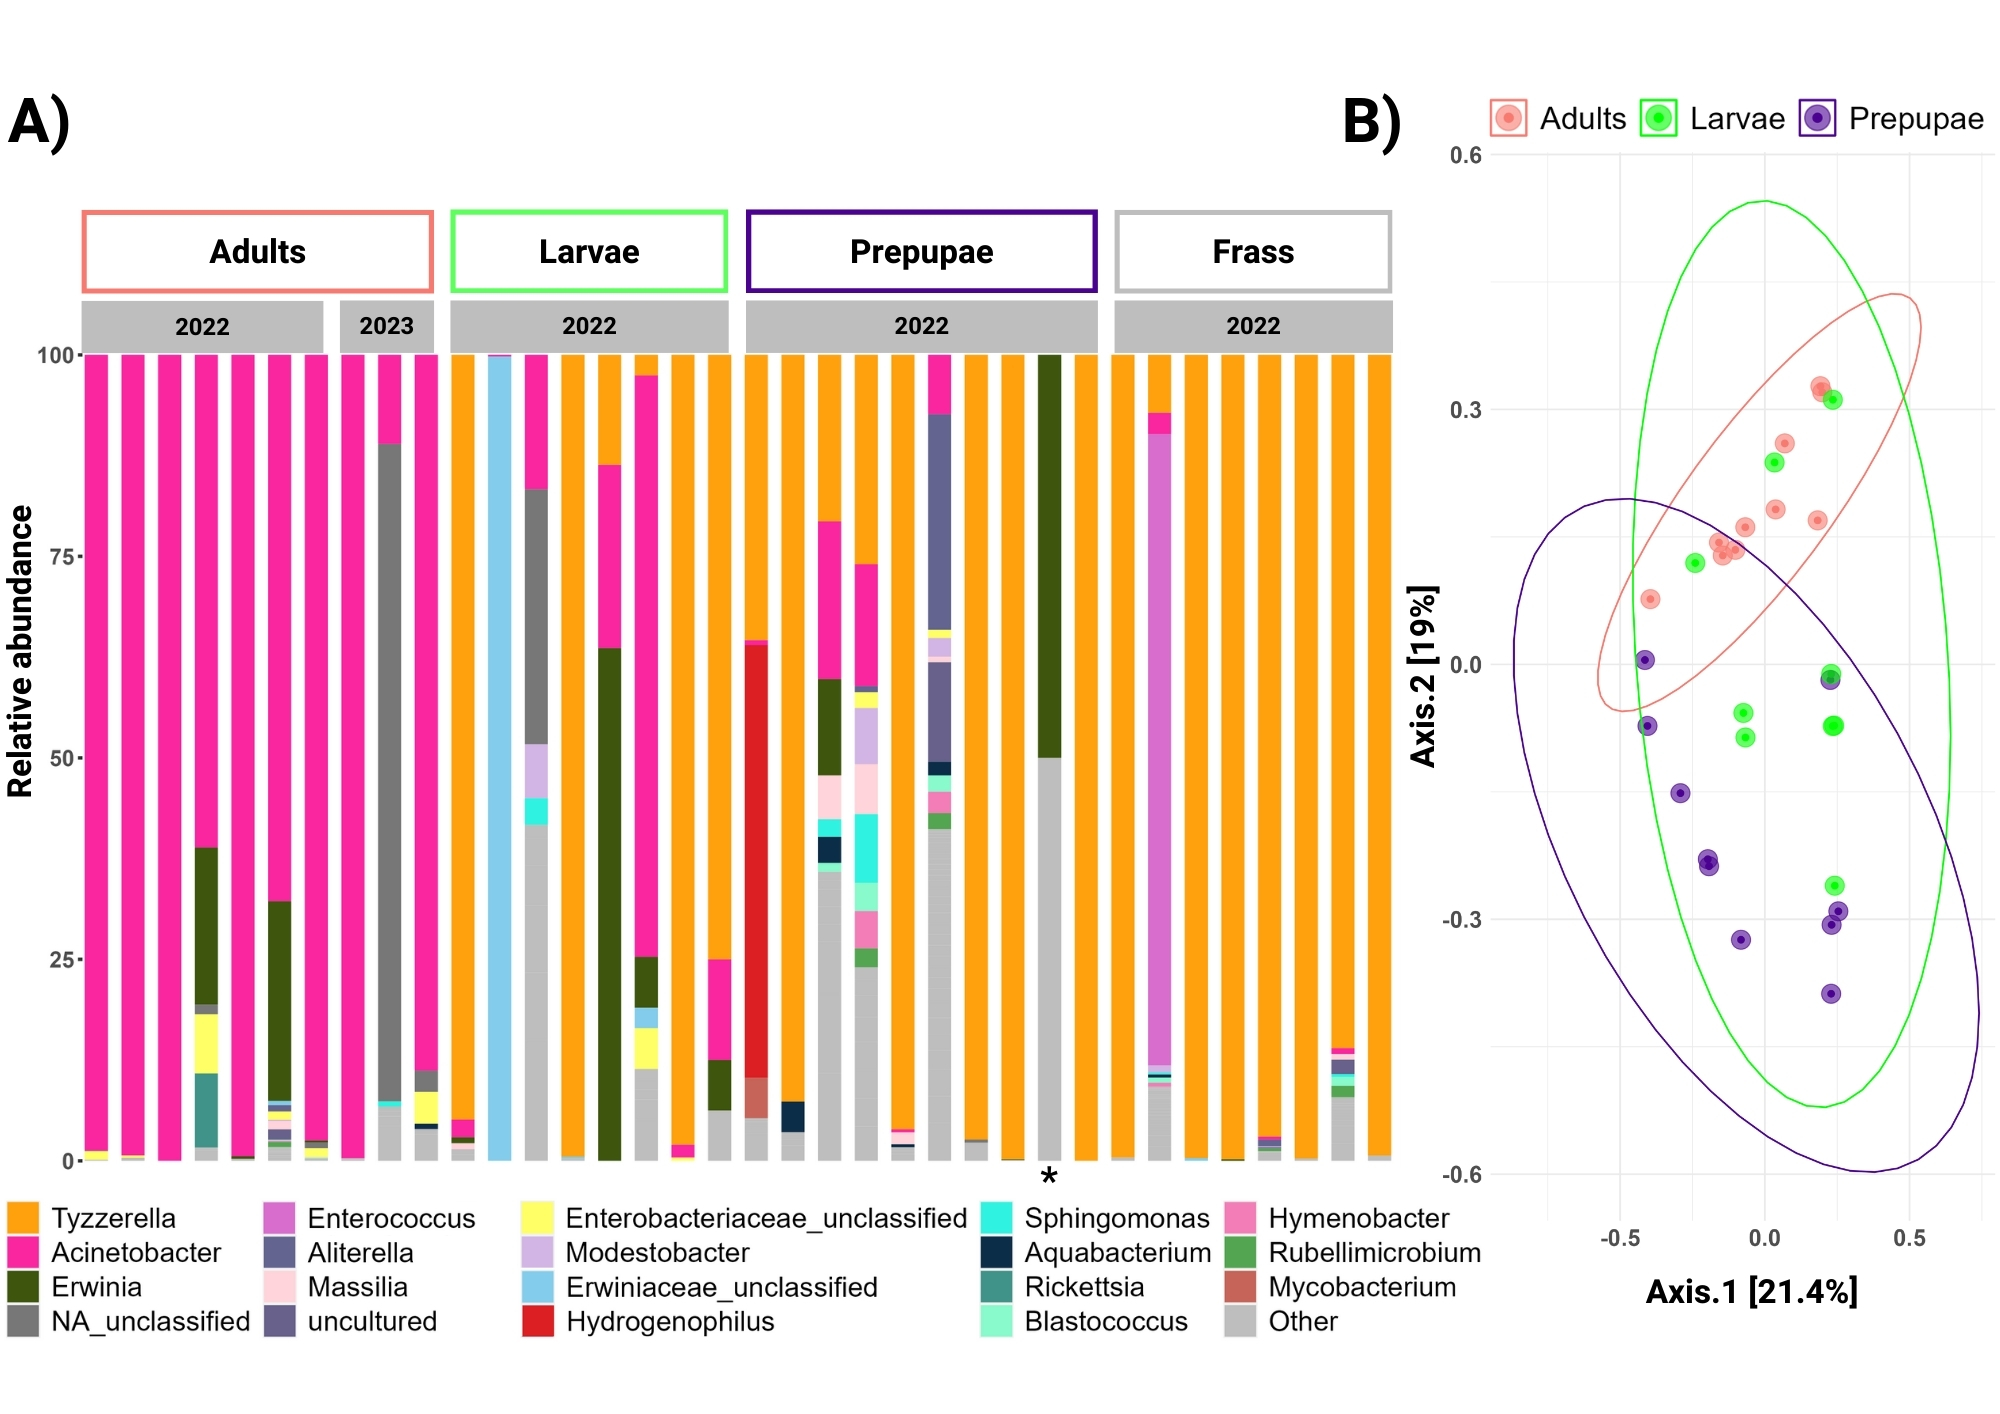 A)
B)
Adults Larvae Prepupae
Adults Larvae Prepupae Frass
2022 2023 2022 2022 2022
Relative abundance
100
75
50
25
0
*
Tyzzerella Enterococcus Enterobacteriaceae_unclassified Sphingomonas Hymenobacter
Acinetobacter Aliterella Modestobacter Aquabacterium Rubellimicrobium
Erwinia Massilia Erwiniaceae_unclassified Rickettsia Mycobacterium
NA_unclassified uncultured Hydrogenophilus Blastococcus Other
Axis.2 [19%]
0.6
0.3
0.0
-0.3
-0.6
-0.5 0.0 0.5
Axis.1 [21.4%]